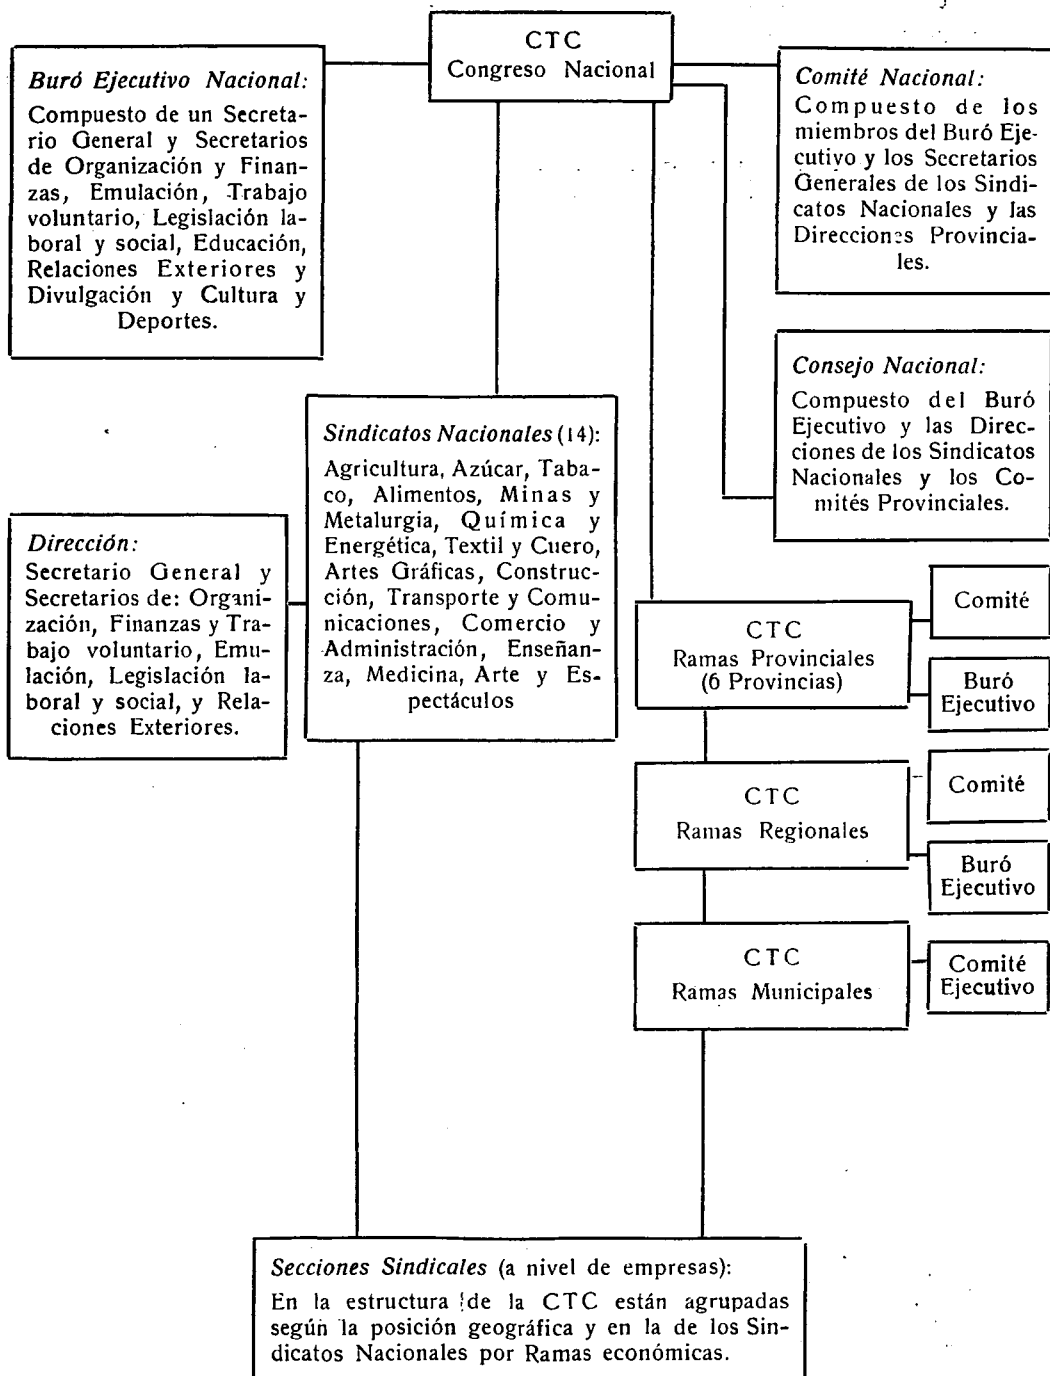 CTC
Congreso Nacional
Buró Ejecutivo Nacional:
Compuesto de un Secreta-
rio General y Secretarios
de Organización y Finan-
zas, Emulación, Trabajo
voluntario, Legislación la-
boral y social, Educación,
Relaciones Exteriores y
Divulgación y Cultura y
Deportes.
Comité Nacional:
Compuesto de los
miembros del Buró Eje-
cutivo y los Secretarios
Generales de los Sindi-
catos Nacionales y las
Direcciones Provincia-
les.
Consejo Nacional:
Compuesto del Buró
Ejecutivo y las Direc-
ciones de los Sindicatos
Nacionales y los Co-
mités Provinciales.
Sindicatos Nacionales (14):
Agricultura, Azúcar, Taba-
co, Alimentos, Minas y
Metalurgia, Química y
Energética, Textil y Cuero,
Artes Gráficas, Construc-
ción, Transporte y Comu-
nicaciones, Comercio y
Administración, Enseñan-
za, Medicina, Arte y Es-
pectáculos
Dirección:
Secretario General y
Secretarios de: Organi-
zación, Finanzas y Tra-
bajo voluntario, Emu-
lación, Legislación la-
boral y social, y Rela-
ciones Exteriores.
CTC
Ramas Provinciales
(6 Provincias)
Comité
Buró
Ejecutivo
CTC
Ramas Regionales
Comité
Buró
Ejecutivo
CTC
Ramas Municipales
Comité
Ejecutivo
Secciones Sindicales (a nivel de empresas):
En la estructura de la CTC están agrupadas
según la posición geográfica y en la de los Sin-
dicatos Nacionales por Ramas económicas.